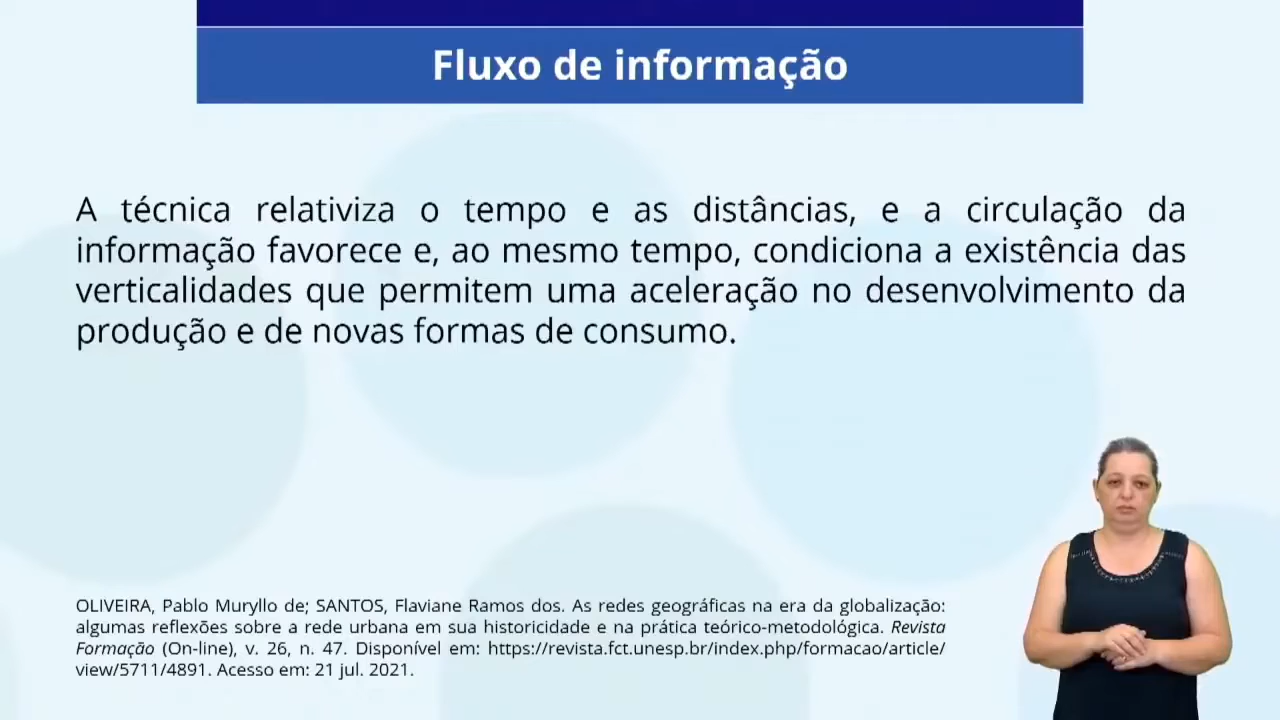 Fluxo de informação
A técnica relativiza o tempo e as distâncias, e a circulação da
informação favorece e, ao mesmo tempo, condiciona a existência das
verticalidades que permitem uma aceleração no desenvolvimento da
produção e de novas formas de consumo.
OLIVEIRA, Pablo Muryllo de; SANTOS, Flaviane Ramos dos. As redes geográficas na era da globalização:
algumas reflexões sobre a rede urbana em sua historicidade e na prática teórico-metodológica. Revista
Formação (On-line), v. 26, n. 47. Disponível em: https://revista.fct.unesp.br/index.php/formacao/article/
view/5711/4891. Acesso em: 21 jul. 2021.